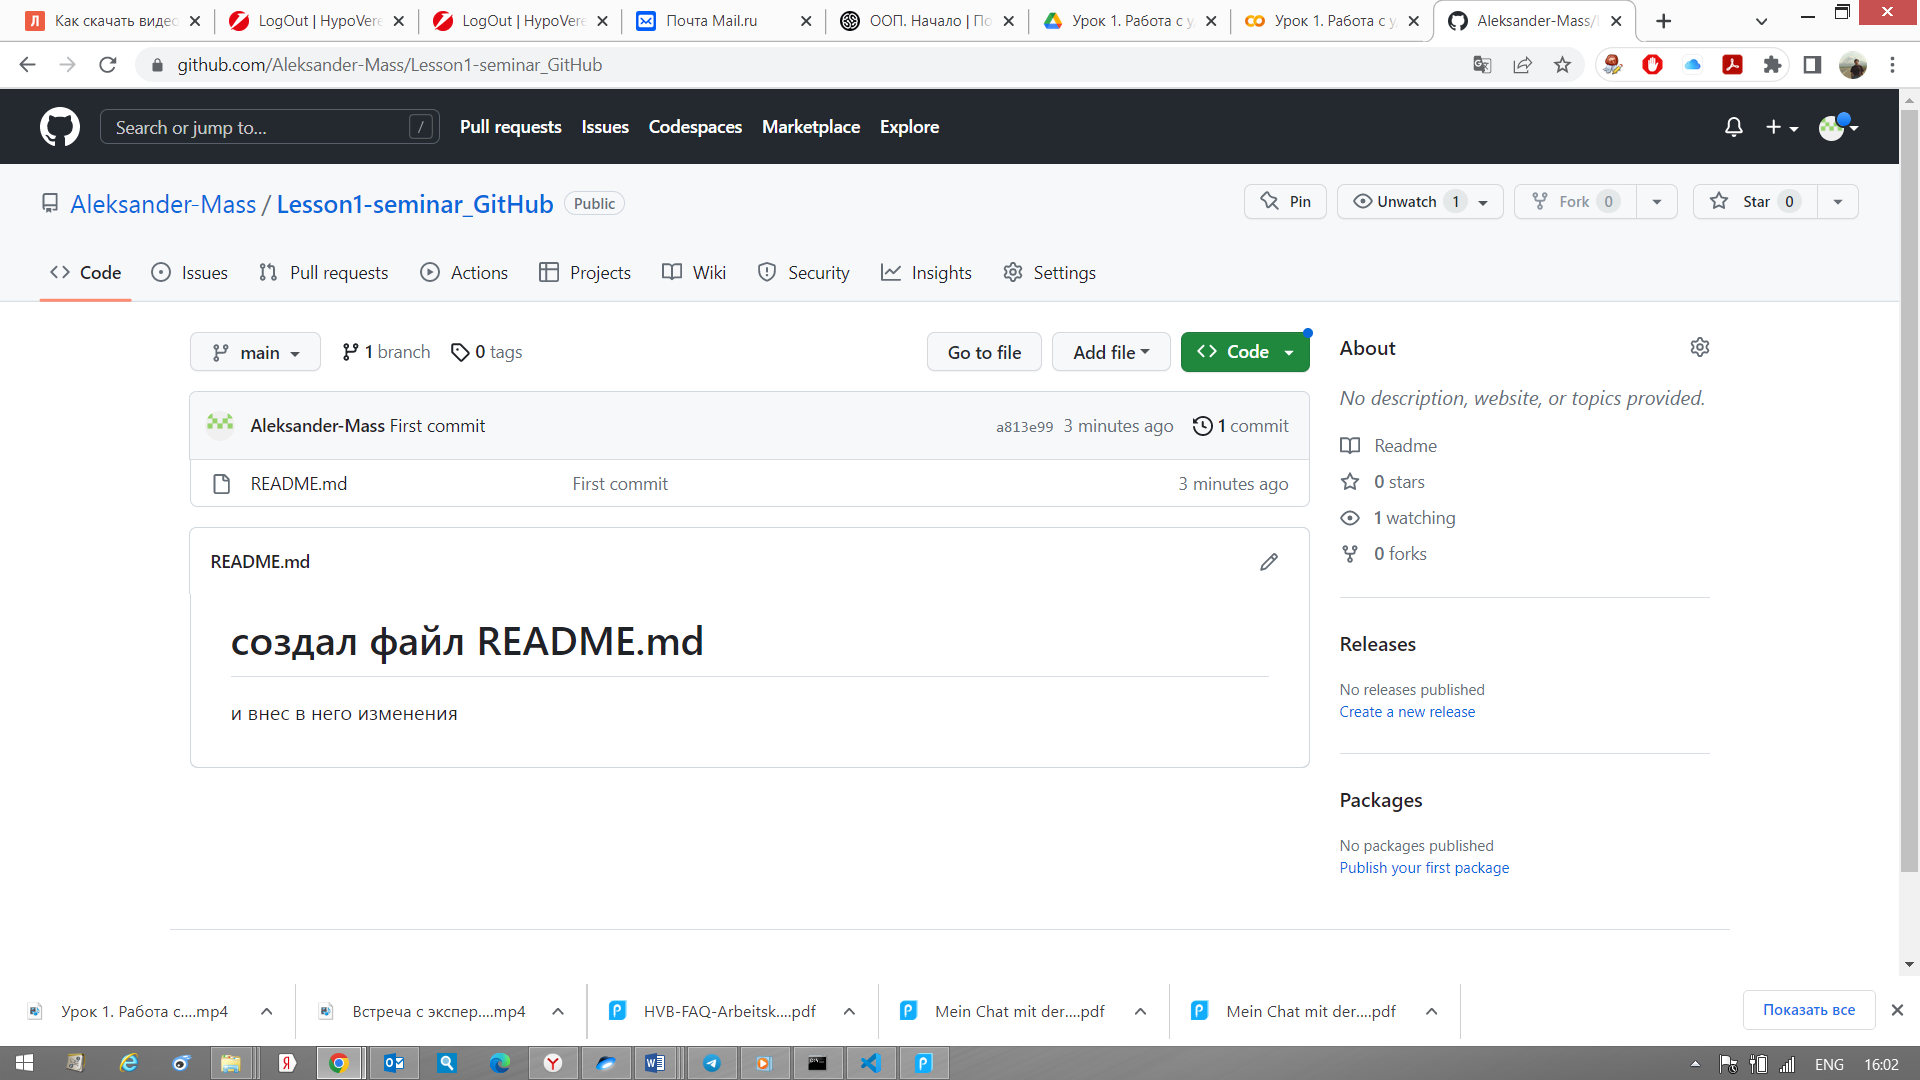 Как скачать видео
LogOut | HypoVere
LogOut | HypoVere
Почта Mail.ru
ООП. Начало | По
Урок 1. Работа с у
Урок 1. Работа с у
Aleksander-Mass/
github.com/Aleksander-Mass/Lesson1-seminar_GitHub
Search or jump to... /
Pull requests Issues Codespaces Marketplace Explore
Aleksander-Mass / Lesson1-seminar_GitHub Public
Pin Unwatch 1 Fork 0 Star 0
Code Issues Pull requests Actions Projects Wiki Security Insights Settings
main 1 branch 0 tags Go to file Add file Code
Aleksander-Mass First commit a813e99 3 minutes ago 1 commit
README.md First commit 3 minutes ago
README.md
создал файл README.md
и внес в него изменения
About
No description, website, or topics provided.
Readme
0 stars
1 watching
0 forks
Releases
No releases published
Create a new release
Packages
No packages published
Publish your first package
Урок 1. Работа с....mp4
Встреча с экспер....mp4
HVB-FAQ-Arbeitsk....pdf
Mein Chat mit der....pdf
Mein Chat mit der....pdf
Показать все
ENG 16:02